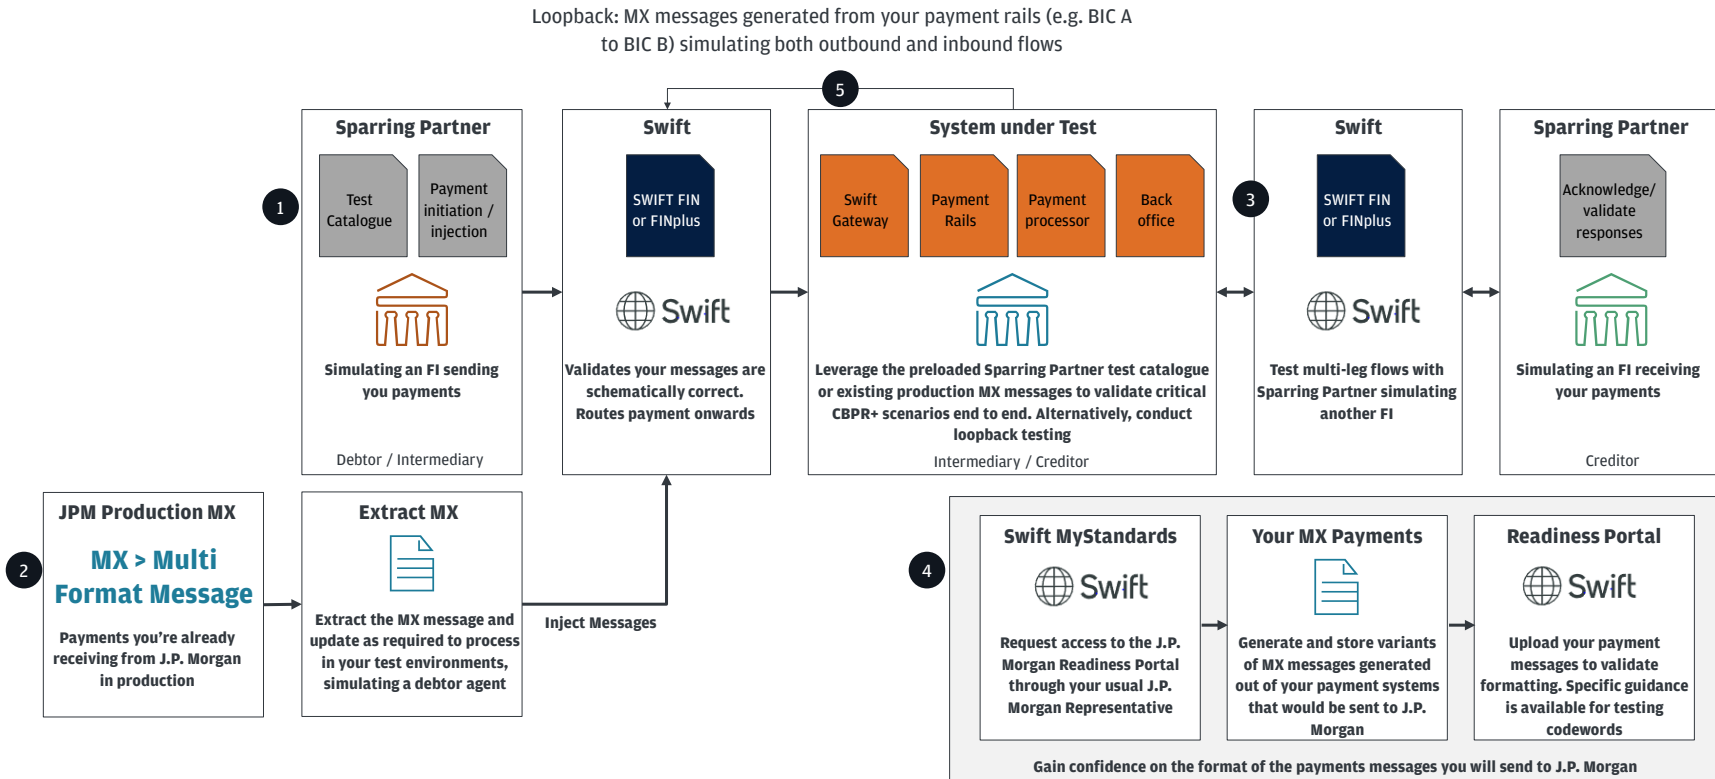 Loopback: MX messages generated from your payment rails (e.g. BIC A
to BIC B) simulating both outbound and inbound flows
5
1
Sparring Partner
Test
Catalogue
Payment
initiation /
injection
Simulating an FI sending
you payments
Debtor / Intermediary
Swift
SWIFT FIN
or FINplus
Swift
Validates your messages are
schematically correct.
Routes payment onwards
System under Test
Swift
Gateway
Payment
Rails
Payment
processor
Back
office
Leverage the preloaded Sparring Partner test catalogue
or existing production MX messages to validate critical
CBPR+ scenarios end to end. Alternatively, conduct
loopback testing
Intermediary / Creditor
3
Swift
SWIFT FIN
or FINplus
Swift
Test multi-leg flows with
Sparring Partner simulating
another FI
Sparring Partner
Acknowledge/
validate
responses
Simulating an FI receiving
your payments
Creditor
2
JPM Production MX
MX > Multi
Format Message
Payments you're already
receiving from J.P. Morgan
in production
Extract MX
Extract the MX message and
update as required to process
in your test environments,
simulating a debtor agent
Inject Messages
4
Swift MyStandards
Swift
Request access to the J.P.
Morgan Readiness Portal
through your usual J.P.
Morgan Representative
Your MX Payments
Generate and store variants
of MX messages generated
out of your payment systems
that would be sent to J.P.
Morgan
Readiness Portal
Swift
Upload your payment
messages to validate
formatting. Specific guidance
is available for testing
codewords
Gain confidence on the format of the payments messages you will send to J.P. Morgan